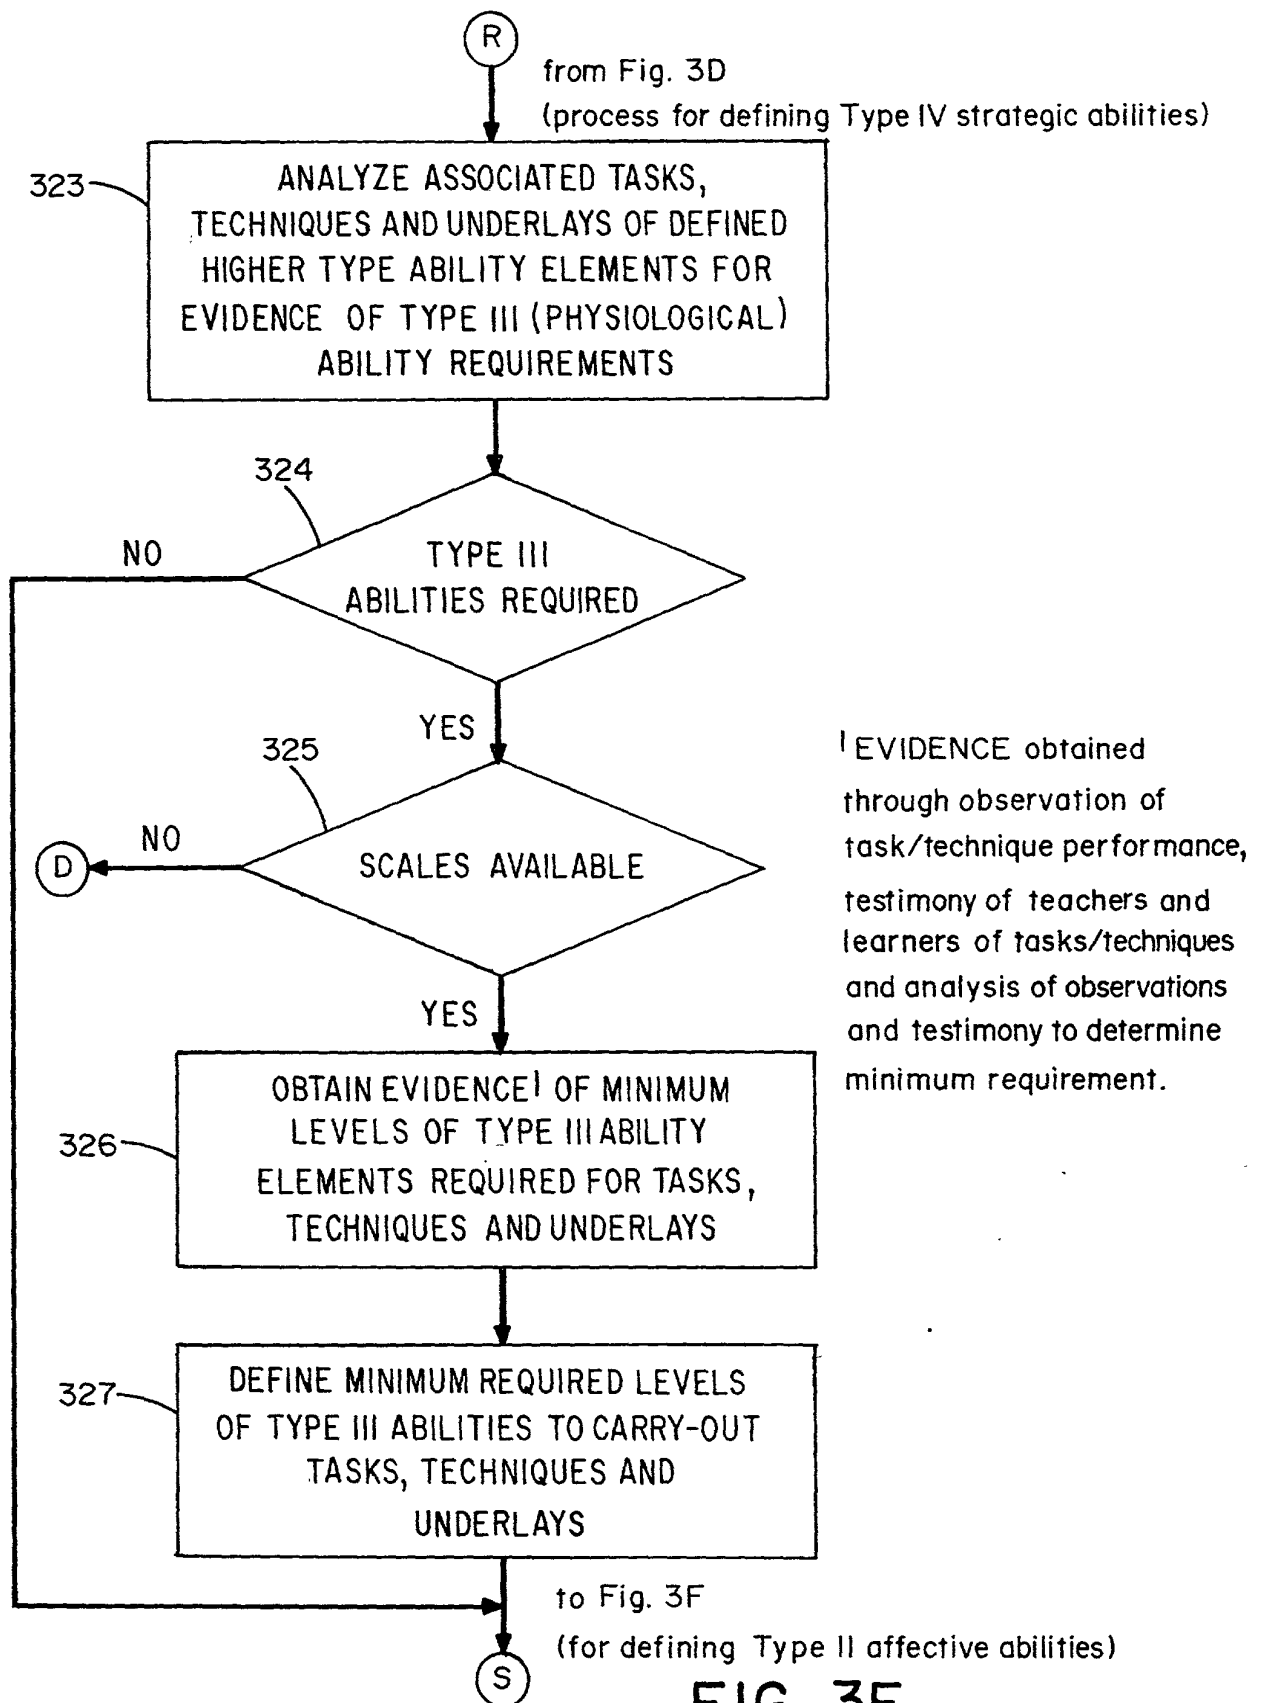 R
from Fig. 3D
(process for defining Type IV strategic abilities)
323
ANALYZE ASSOCIATED TASKS,
TECHNIQUES AND UNDERLAYS OF DEFINED
HIGHER TYPE ABILITY ELEMENTS FOR
EVIDENCE OF TYPE III (PHYSIOLOGICAL)
ABILITY REQUIREMENTS
324
NO
TYPE III
ABILITIES REQUIRED
YES
325
NO
D
SCALES AVAILABLE
YES
1 EVIDENCE obtained
through observation of
task/technique performance,
testimony of teachers and
learners of tasks/techniques
and analysis of observations
and testimony to determine
minimum requirement.
326
OBTAIN EVIDENCE1 OF MINIMUM
LEVELS OF TYPE III ABILITY
ELEMENTS REQUIRED FOR TASKS,
TECHNIQUES AND UNDERLAYS
327
DEFINE MINIMUM REQUIRED LEVELS
OF TYPE III ABILITIES TO CARRY-OUT
TASKS, TECHNIQUES AND
UNDERLAYS
to Fig. 3F
(for defining Type II affective abilities)
S
FIG. 3E